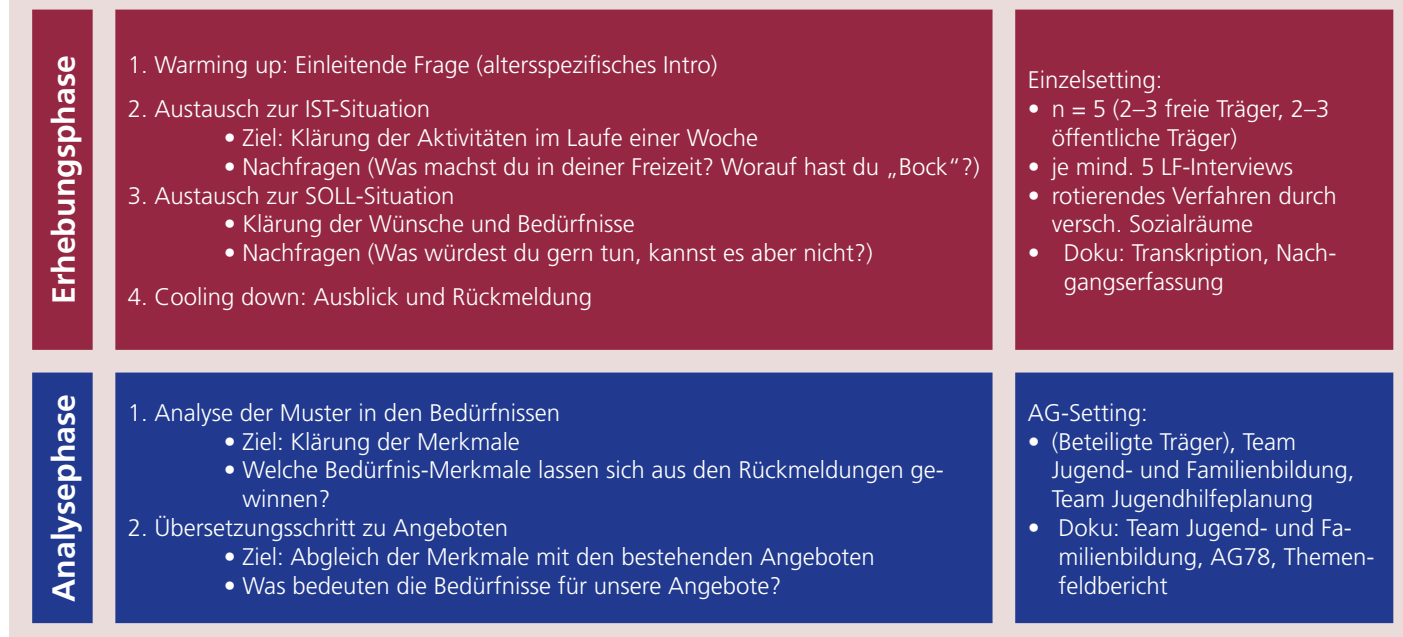 Erhebungsphase
1. Warming up: Einleitende Frage (altersspezifisches Intro)
2. Austausch zur IST-Situation
• Ziel: Klärung der Aktivitäten im Laufe einer Woche
• Nachfragen (Was machst du in deiner Freizeit? Worauf hast du „Bock"?)
3. Austausch zur SOLL-Situation
• Klärung der Wünsche und Bedürfnisse
• Nachfragen (Was würdest du gern tun, kannst es aber nicht?)
4. Cooling down: Ausblick und Rückmeldung
Einzelsetting:
• n = 5 (2–3 freie Träger, 2–3
öffentliche Träger)
• je mind. 5 LF-Interviews
• rotierendes Verfahren durch
versch. Sozialräume
• Doku: Transkription, Nach-
gangserfassung
Analysephase
1. Analyse der Muster in den Bedürfnissen
• Ziel: Klärung der Merkmale
• Welche Bedürfnis-Merkmale lassen sich aus den Rückmeldungen ge-
winnen?
2. Übersetzungsschritt zu Angeboten
• Ziel: Abgleich der Merkmale mit den bestehenden Angeboten
• Was bedeuten die Bedürfnisse für unsere Angebote?
AG-Setting:
• (Beteiligte Träger), Team
Jugend- und Familienbildung,
Team Jugendhilfeplanung
• Doku: Team Jugend- und Fa-
milienbildung, AG78, Themen-
feldbericht